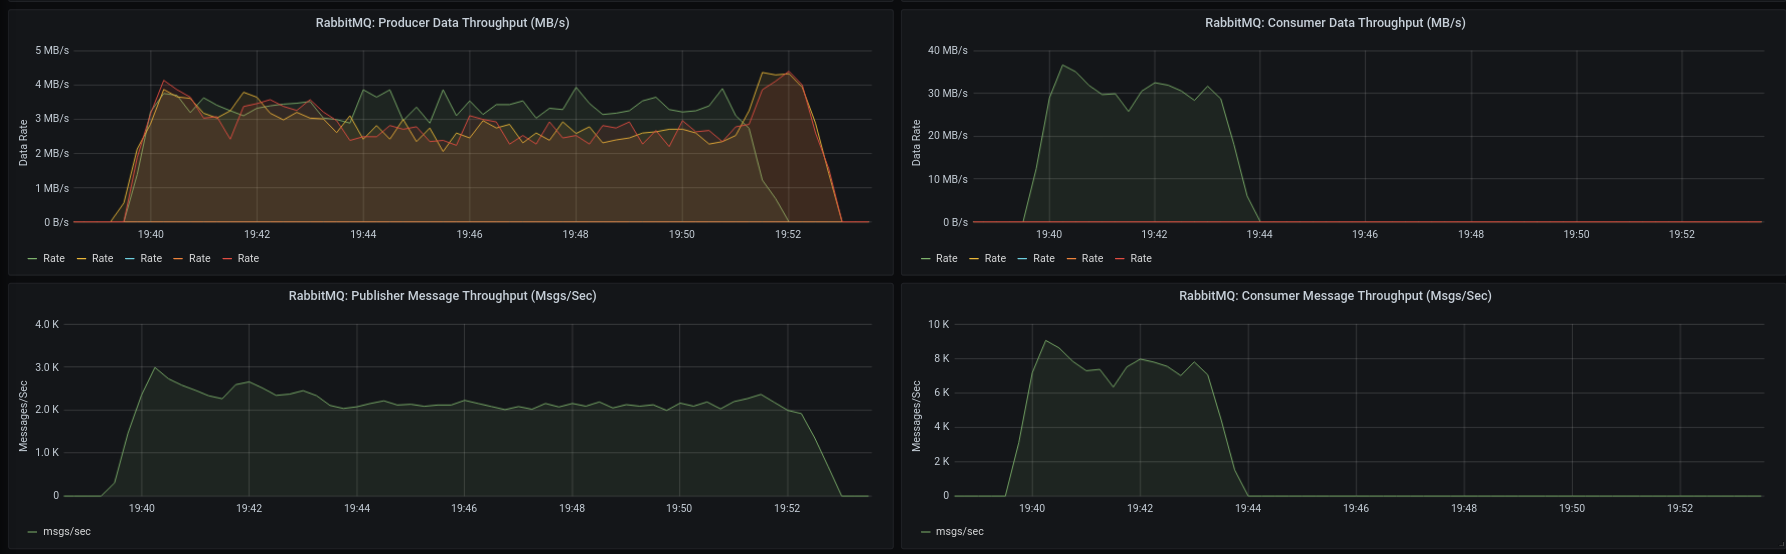 RabbitMQ: Producer Data Throughput (MB/s)
5 MB/s
4 MB/s
3 MB/s
2 MB/s
1 MB/s
0 B/s
Data Rate
19:40 19:42 19:44 19:46 19:48 19:50 19:52
Rate Rate Rate Rate Rate
RabbitMQ: Consumer Data Throughput (MB/s)
40 MB/s
30 MB/s
20 MB/s
10 MB/s
0 B/s
Data Rate
19:40 19:42 19:44 19:46 19:48 19:50 19:52
Rate Rate Rate Rate Rate
RabbitMQ: Publisher Message Throughput (Msgs/Sec)
4.0 K
3.0 K
2.0 K
1.0 K
0
Messages/Sec
19:40 19:42 19:44 19:46 19:48 19:50 19:52
msgs/sec
RabbitMQ: Consumer Message Throughput (Msgs/Sec)
10 K
8 K
6 K
4 K
2 K
0
Messages/Sec
19:40 19:42 19:44 19:46 19:48 19:50 19:52
msgs/sec